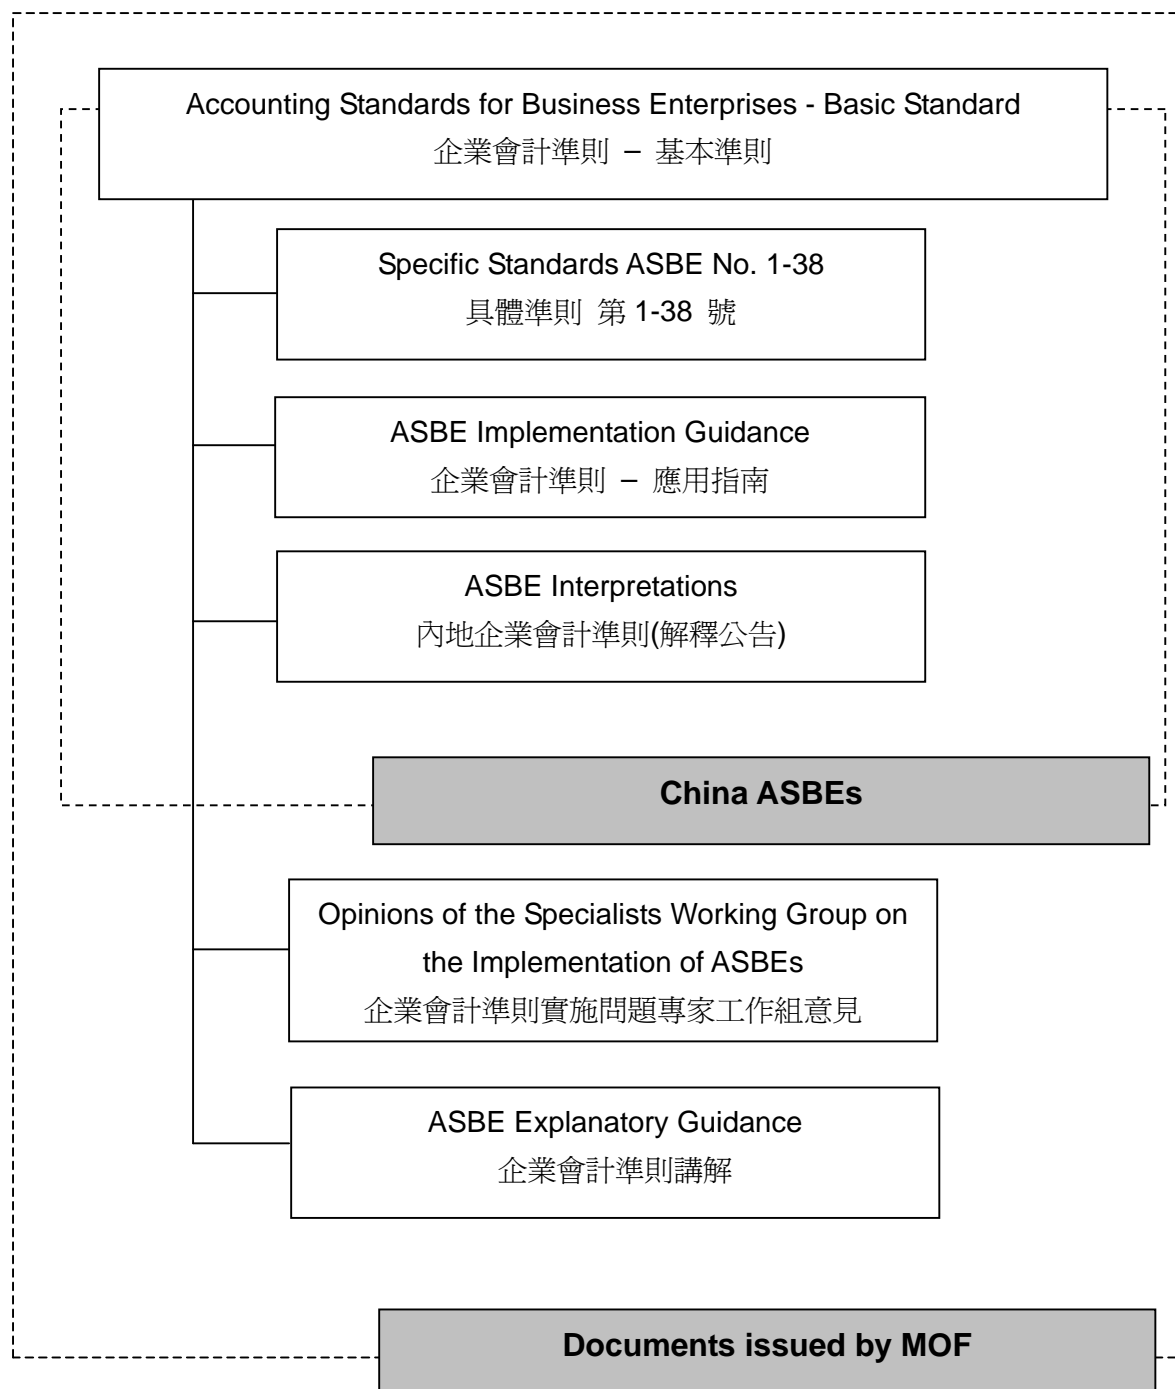 Accounting Standards for Business Enterprises - Basic Standard
企業會計準則 – 基本準則
Specific Standards ASBE No. 1-38
具體準則 第 1-38 號
ASBE Implementation Guidance
企業會計準則 – 應用指南
ASBE Interpretations
內地企業會計準則(解釋公告)
China ASBEs
Opinions of the Specialists Working Group on
the Implementation of ASBEs
企業會計準則實施問題專家工作組意見
ASBE Explanatory Guidance
企業會計準則講解
Documents issued by MOF